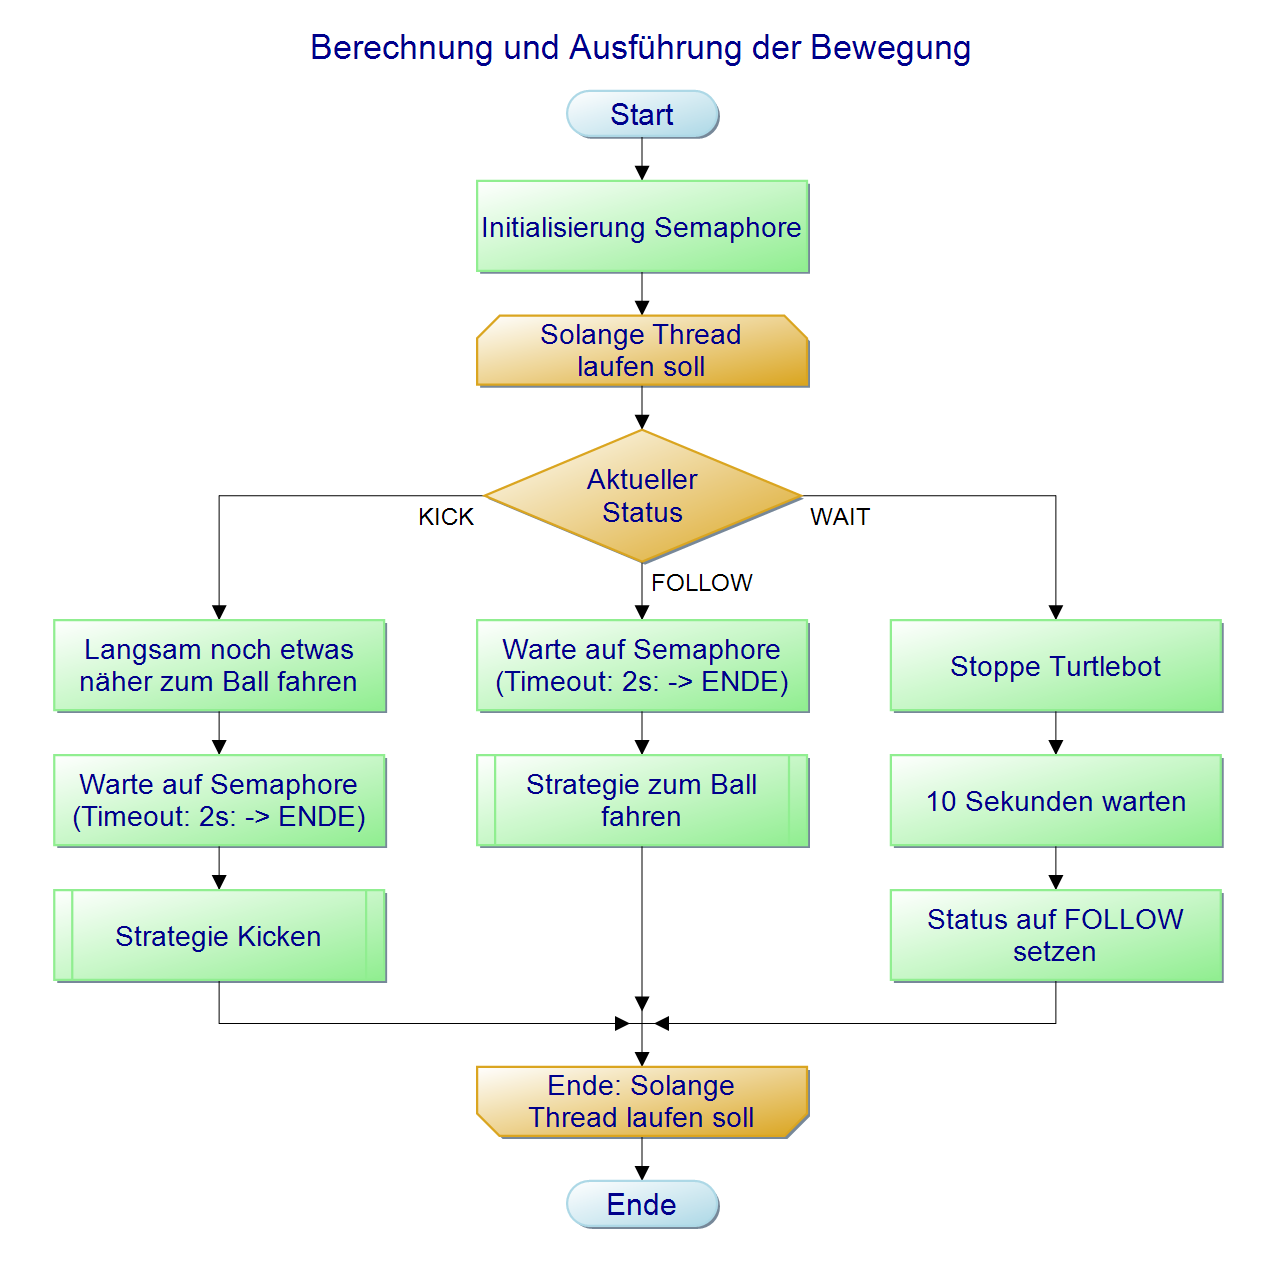 Berechnung und Ausführung der Bewegung
Start
Initialisierung Semaphore
Solange Thread
laufen soll
Aktueller
Status
KICK
WAIT
FOLLOW
Langsam noch etwas
näher zum Ball fahren
Warte auf Semaphore
(Timeout: 2s: -> ENDE)
Strategie Kicken
Warte auf Semaphore
(Timeout: 2s: -> ENDE)
Strategie zum Ball
fahren
Stoppe Turtlebot
10 Sekunden warten
Status auf FOLLOW
setzen
Ende: Solange
Thread laufen soll
Ende